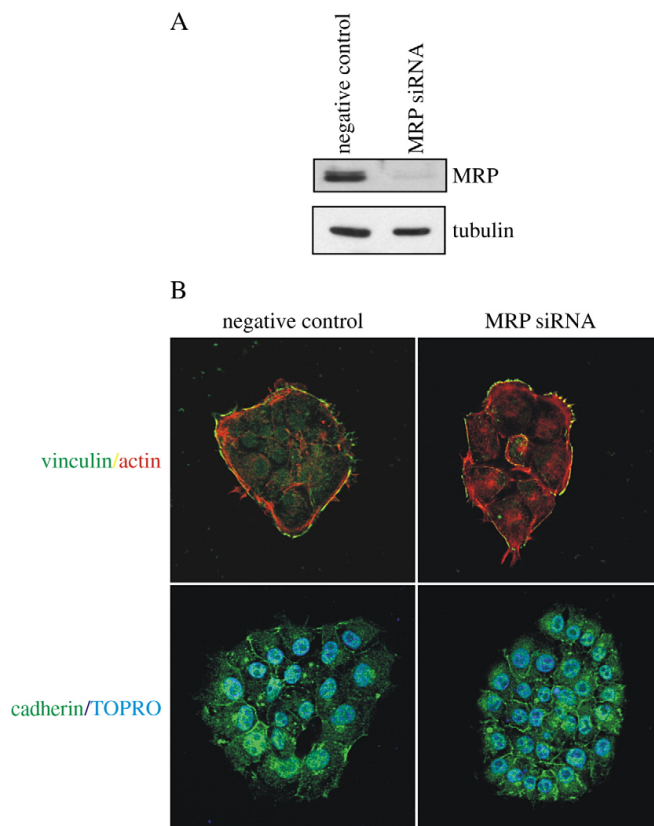 A
negative control
MRP siRNA
MRP
tubulin
B
negative control MRP siRNA
vinculin/actin
cadherin/TOPRO